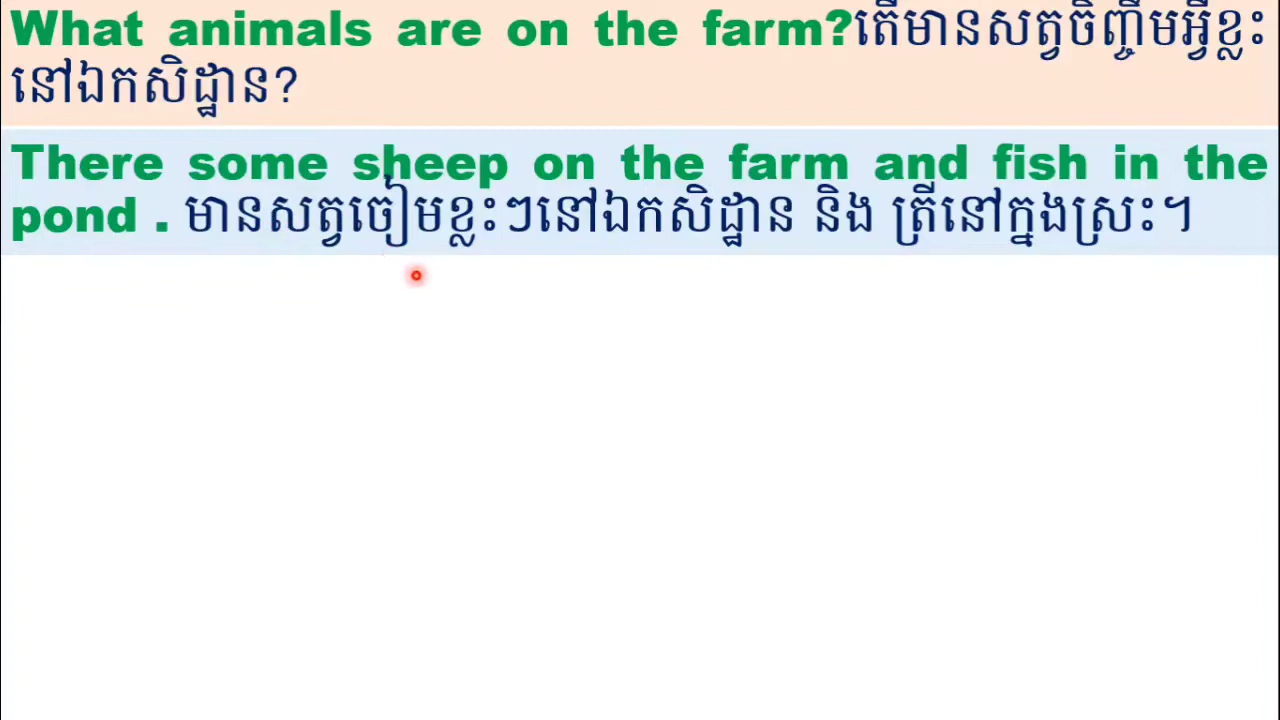 What animals are on the farm?តើមានសត្វចិញ្ចឹមអ្វីខ្លះ
នៅឯកសិដ្ឋាន?
There some sheep on the farm and fish in the
pond . មានសត្វចៀមខ្លះៗនៅឯកសិដ្ឋាន និង ត្រីនៅក្នុងស្រះ។